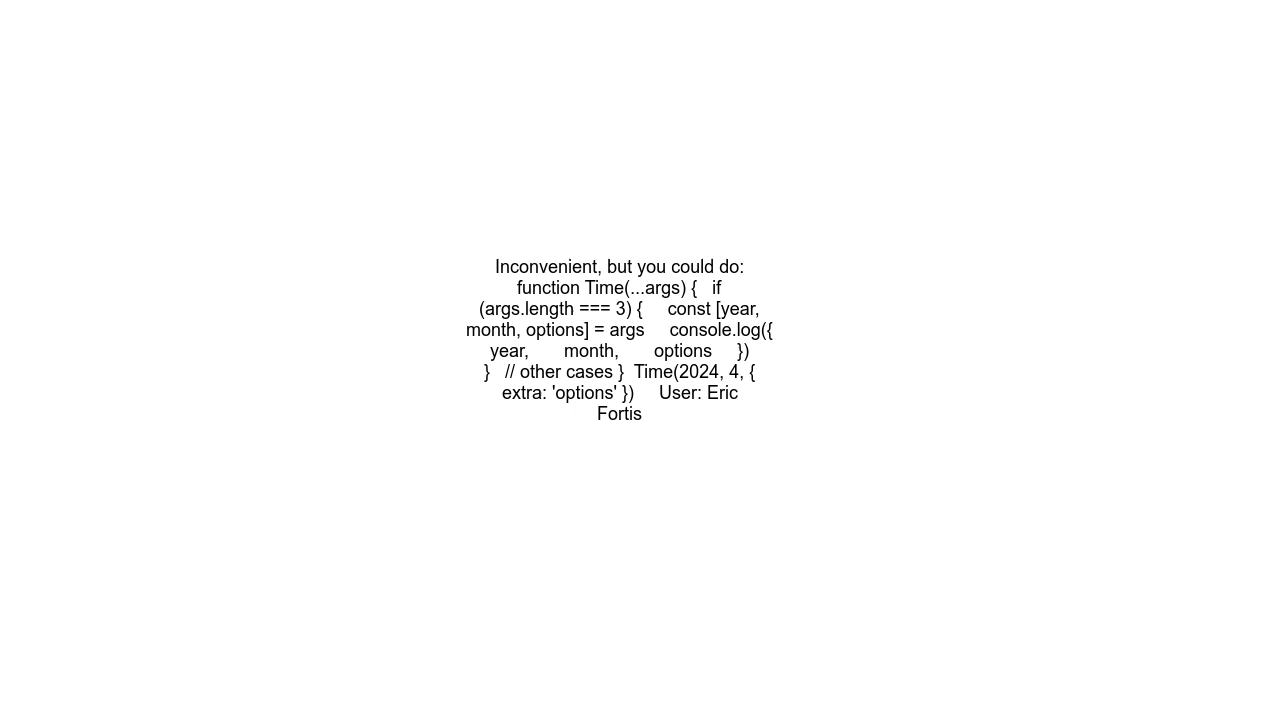 Inconvenient, but you could do:
function Time(...args) {   if
(args.length === 3) {     const [year,
month, options] = args     console.log({
year,       month,       options     })
}   // other cases }  Time(2024, 4, {
extra: 'options' })     User: Eric
Fortis